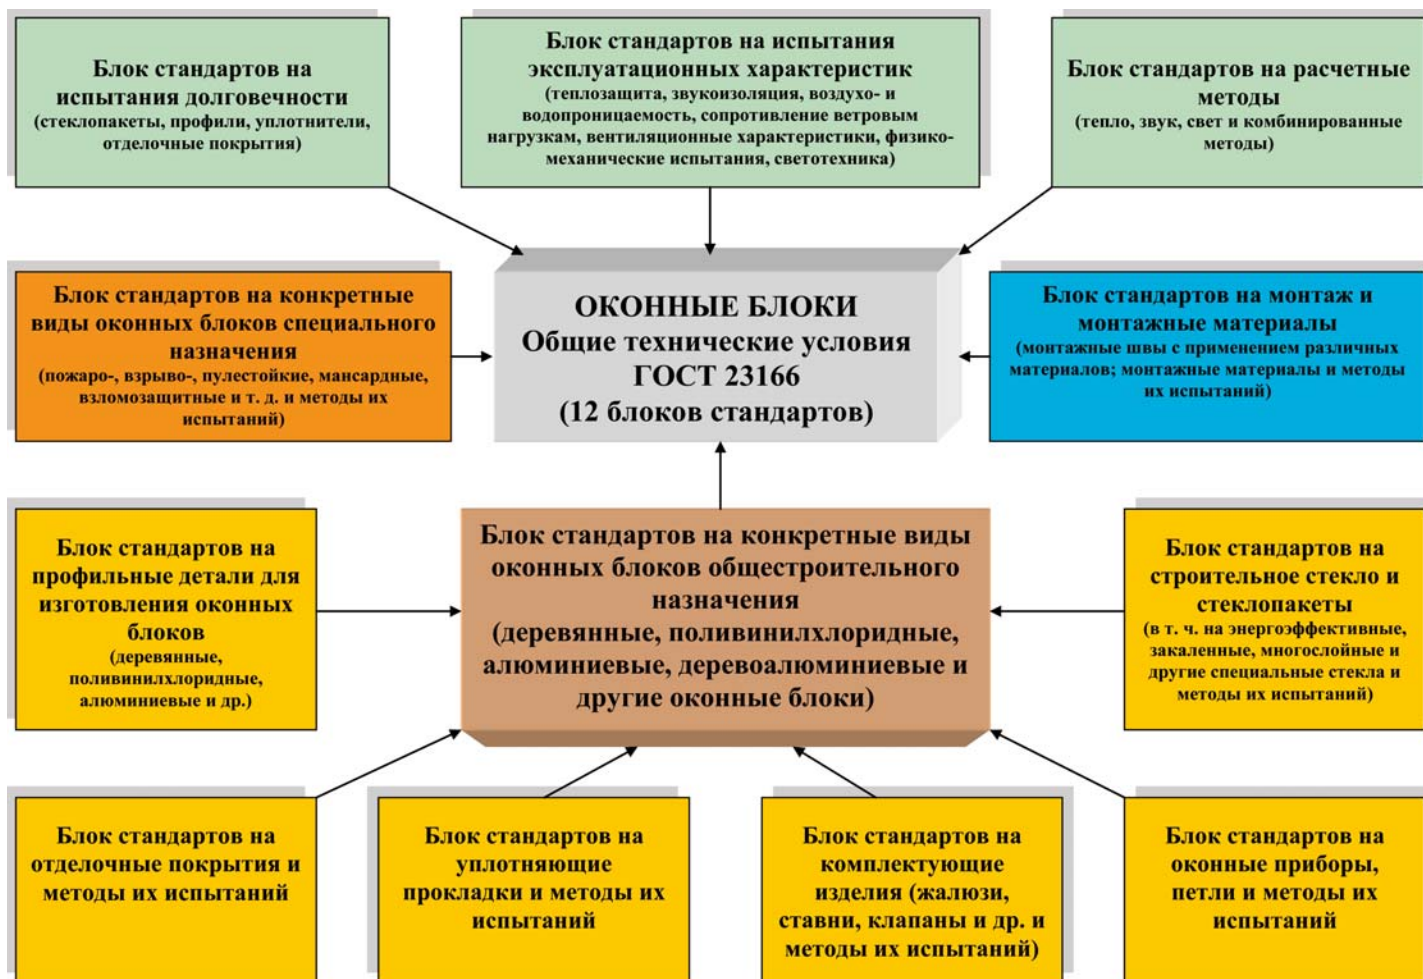 Блок стандартов на
испытания долговечности
(стеклопакеты, профили, уплотнители,
отделочные покрытия)
Блок стандартов на испытания
эксплуатационных характеристик
(теплозащита, звукоизоляция, воздухо- и
водопроницаемость, сопротивление ветровым
нагрузкам, вентиляционные характеристики, физико-
механические испытания, светотехника)
Блок стандартов на расчетные
методы
(тепло, звук, свет и комбинированные
методы)
Блок стандартов на конкретные
виды оконных блоков специального
назначения
(пожаро-, взрыво-, пулестойкие, мансардные,
взломозащитные и т. д. и методы их
испытаний)
ОКОННЫЕ БЛОКИ
Общие технические условия
ГОСТ 23166
(12 блоков стандартов)
Блок стандартов на монтаж и
монтажные материалы
(монтажные швы с применением различных
материалов; монтажные материалы и методы
их испытаний)
Блок стандартов на
профильные детали для
изготовления оконных
блоков
(деревянные,
поливинилхлоридные,
алюминиевые и др.)
Блок стандартов на конкретные виды
оконных блоков общестроительного
назначения
(деревянные, поливинилхлоридные,
алюминиевые, деревоалюминиевые и
другие оконные блоки)
Блок стандартов на
строительное стекло и
стеклопакеты
(в т. ч. на энергоэффективные,
закаленные, многослойные и
другие специальные стекла и
методы их испытаний)
Блок стандартов на
отделочные покрытия и
методы их испытаний
Блок стандартов на
уплотняющие
прокладки и методы их
испытаний
Блок стандартов на
комплектующие
изделия (жалюзи,
ставни, клапаны и др. и
методы их испытаний)
Блок стандартов на
оконные приборы,
петли и методы их
испытаний